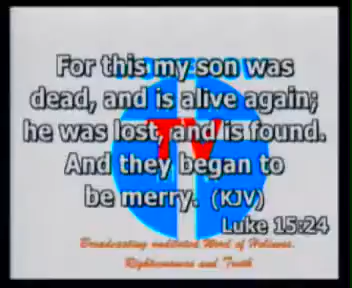 For this my son was
dead, and is alive again;
he was lost, and is found.
And they began to
be merry. (KJV)
Luke 15:24
TV
Broadcasting undiluted Word of Holiness,
Righteousness and Truth